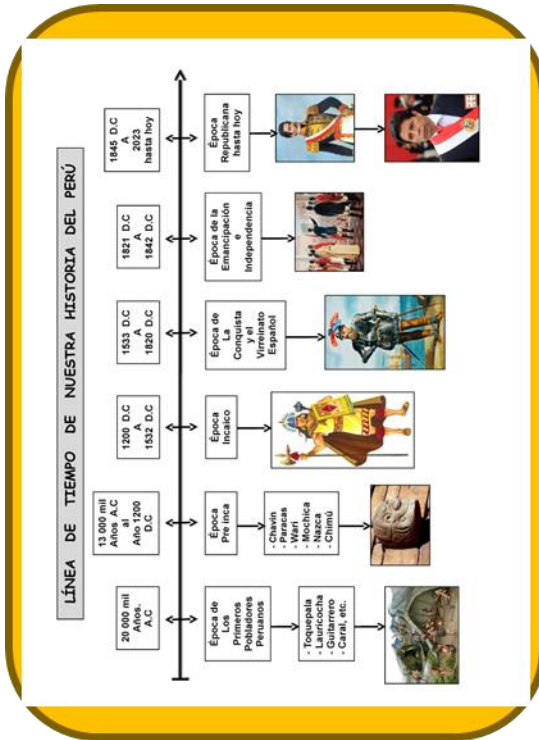 LÍNEA DE TIEMPO DE NUESTRA HISTORIA DEL PERÚ
20 000 mil
Años.
A.C
13 000 mil
Años A.C
al
Año 1200
D.C
1200 D.C
A
1532 D.C
1533 D.C
A
1820 D.C
1821 D.C
A
1842 D.C
1845 D.C
A
2023
hasta hoy
Época de
Los
Primeros
Pobladores
Peruanos
Época
Pre inca
Época
Incaico
Época de
La
Conquista
y el
Virreinato
Español
Época de la
Emancipación
e
Independencia
Época
Republicana
hasta hoy
- Toquepala
- Lauricocha
- Guitarrero
- Caral, etc.
- Chavín
- Paracas
- Wari
- Mochica
- Nazca
- Chimú